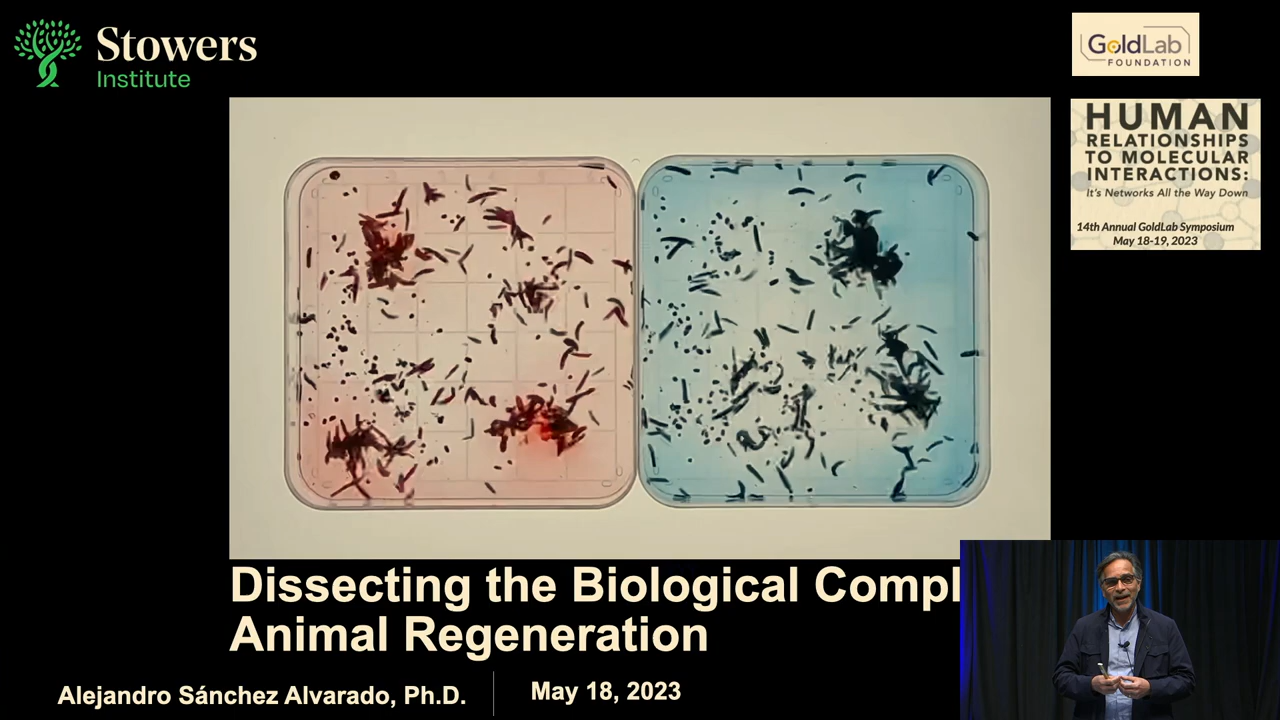 Stowers
Institute
GoldLab
FOUNDATION
HUMAN
RELATIONSHIPS
TO MOLECULAR
INTERACTIONS:
It's Networks All the Way Down
14th Annual GoldLab Symposium
May 18-19, 2023
Dissecting the Biological Compl
Animal Regeneration
Alejandro Sánchez Alvarado, Ph.D.
May 18, 2023